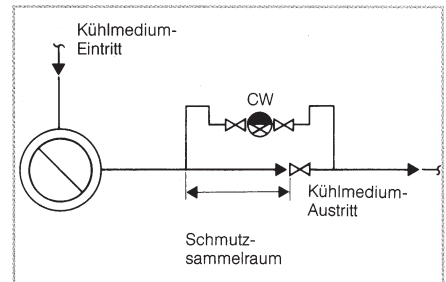 Kühlmedium-
Eintritt
CW
Kühlmedium-
Austritt
Schmutz-
sammelraum